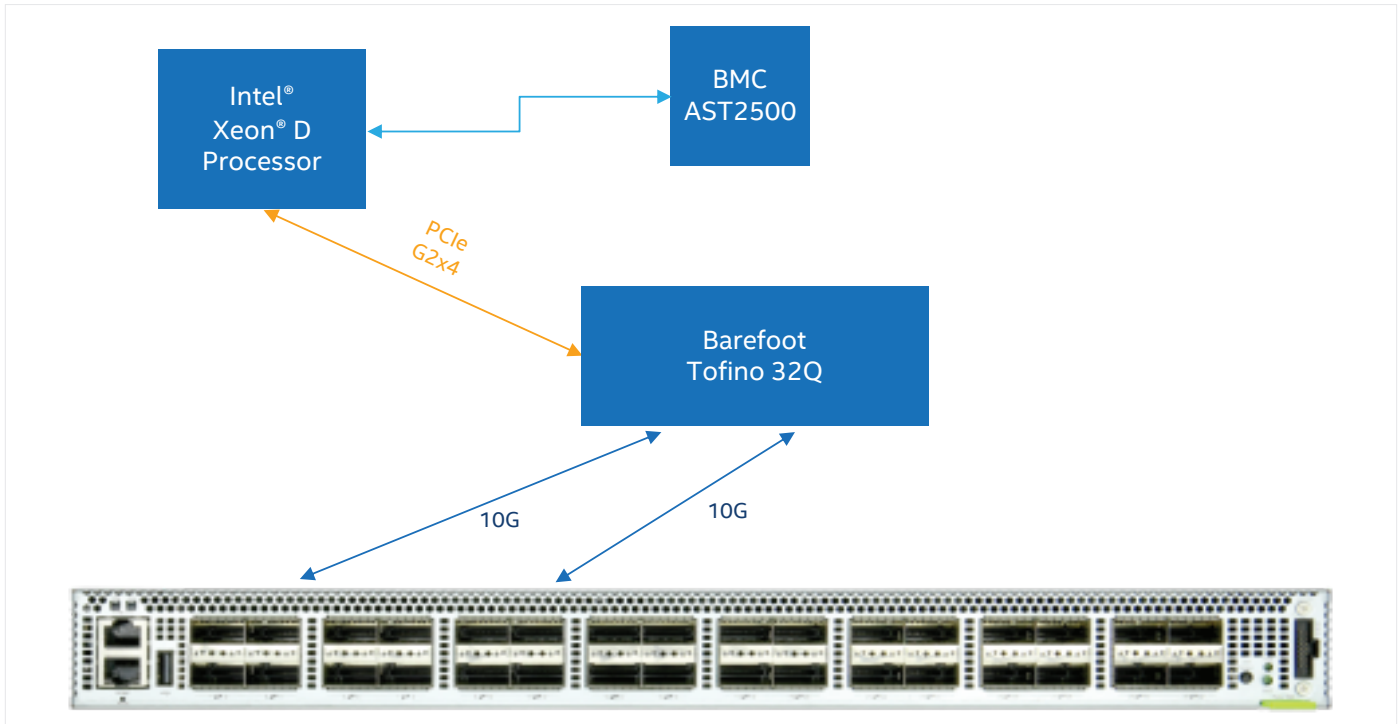 Intel®
Xeon® D
Processor
BMC
AST2500
PCIe
G2x4
Barefoot
Tofino 32Q
10G
10G